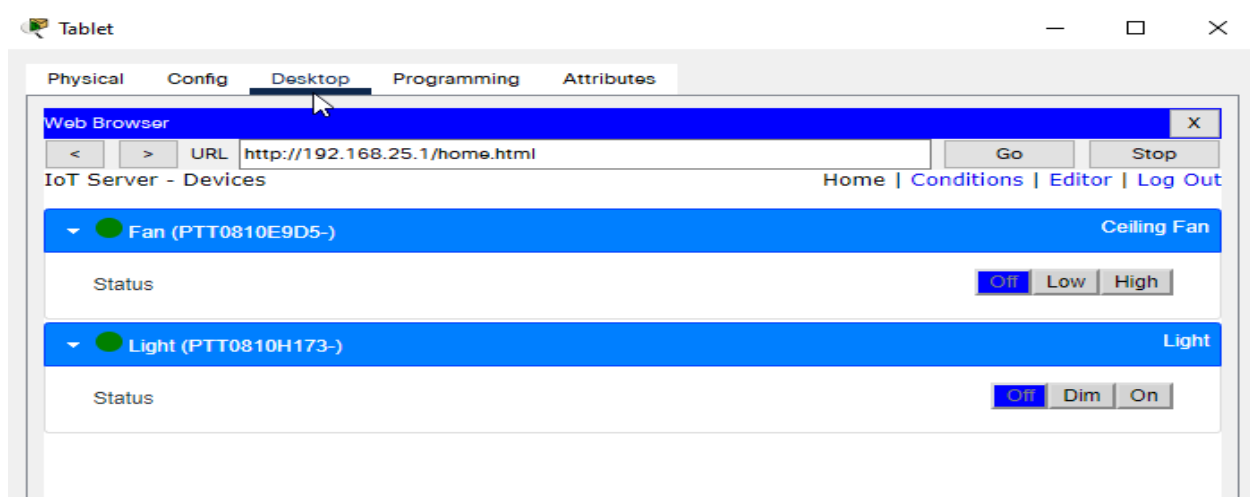 Tablet
Physical Config Desktop Programming Attributes
Web Browser X
< > URL http://192.168.25.1/home.html Go Stop
IoT Server - Devices Home | Conditions | Editor | Log Out
Fan (PTT0810E9D5-) Ceiling Fan
Status Off Low High
Light (PTT0810H173-) Light
Status Off Dim On